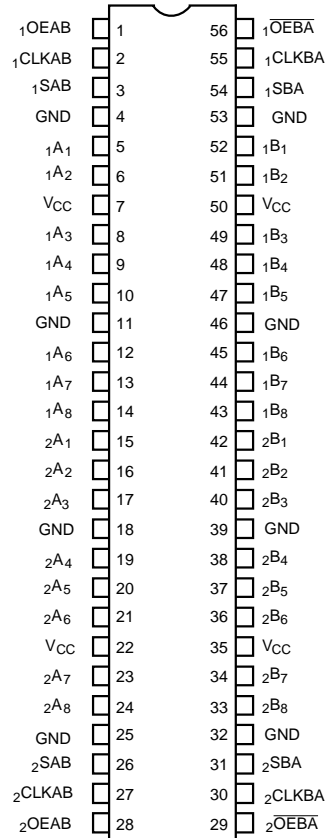 1OEAB 1 56 1OEBA
1CLKAB 2 55 1CLKBA
1SAB 3 54 1SBA
GND 4 53 GND
1A1 5 52 1B1
1A2 6 51 1B2
VCC 7 50 VCC
1A3 8 49 1B3
1A4 9 48 1B4
1A5 10 47 1B5
GND 11 46 GND
1A6 12 45 1B6
1A7 13 44 1B7
1A8 14 43 1B8
2A1 15 42 2B1
2A2 16 41 2B2
2A3 17 40 2B3
GND 18 39 GND
2A4 19 38 2B4
2A5 20 37 2B5
2A6 21 36 2B6
VCC 22 35 VCC
2A7 23 34 2B7
2A8 24 33 2B8
GND 25 32 GND
2SAB 26 31 2SBA
2CLKAB 27 30 2CLKBA
2OEAB 28 29 2OEBA